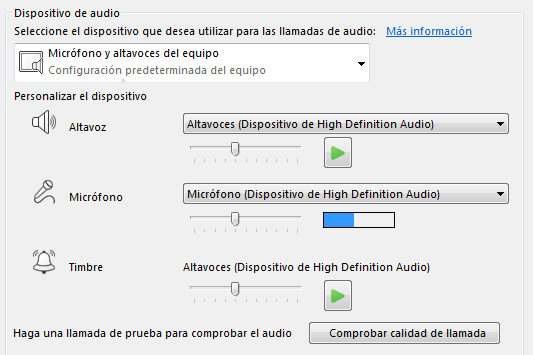 Dispositivo de audio
Seleccione el dispositivo que desea utilizar para las llamadas de audio: Más información
Micrófono y altavoces del equipo
Configuración predeterminada del equipo
Personalizar el dispositivo
Altavoz
Altavoces (Dispositivo de High Definition Audio)
Micrófono
Micrófono (Dispositivo de High Definition Audio)
Timbre
Altavoces (Dispositivo de High Definition Audio)
Haga una llamada de prueba para comprobar el audio
Comprobar calidad de llamada